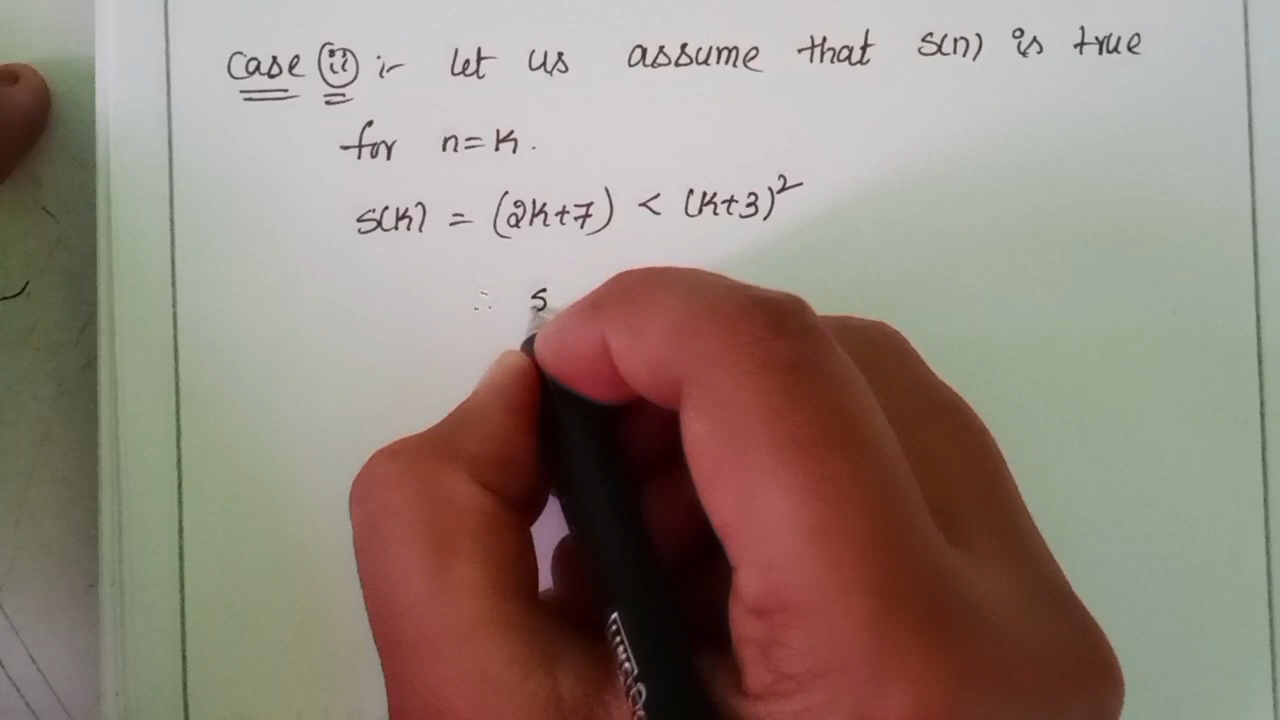 Case (ii) :- Let us assume that S(n) is true
for n=k.
S(k) = (2k+7) < (k+3)²
∴ S